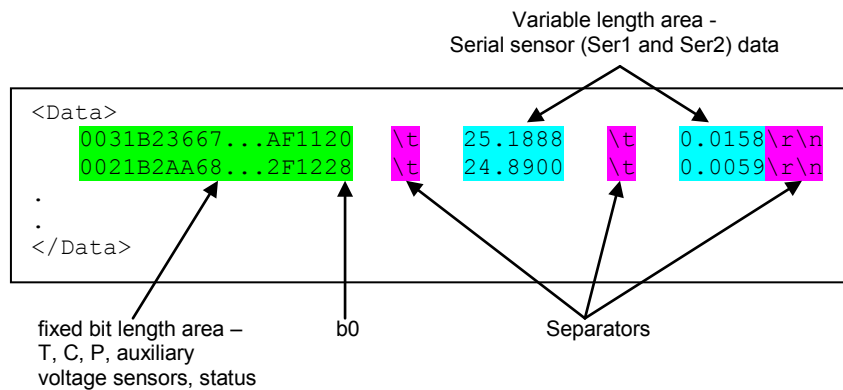 Variable length area -
Serial sensor (Ser1 and Ser2) data
<Data>
0031B23667...AF1120 \t 25.1888 \t 0.0158\r\n
0021B2AA68...2F1228 \t 24.8900 \t 0.0059\r\n
.
.
</Data>
fixed bit length area –
T, C, P, auxiliary
voltage sensors, status
b0
Separators